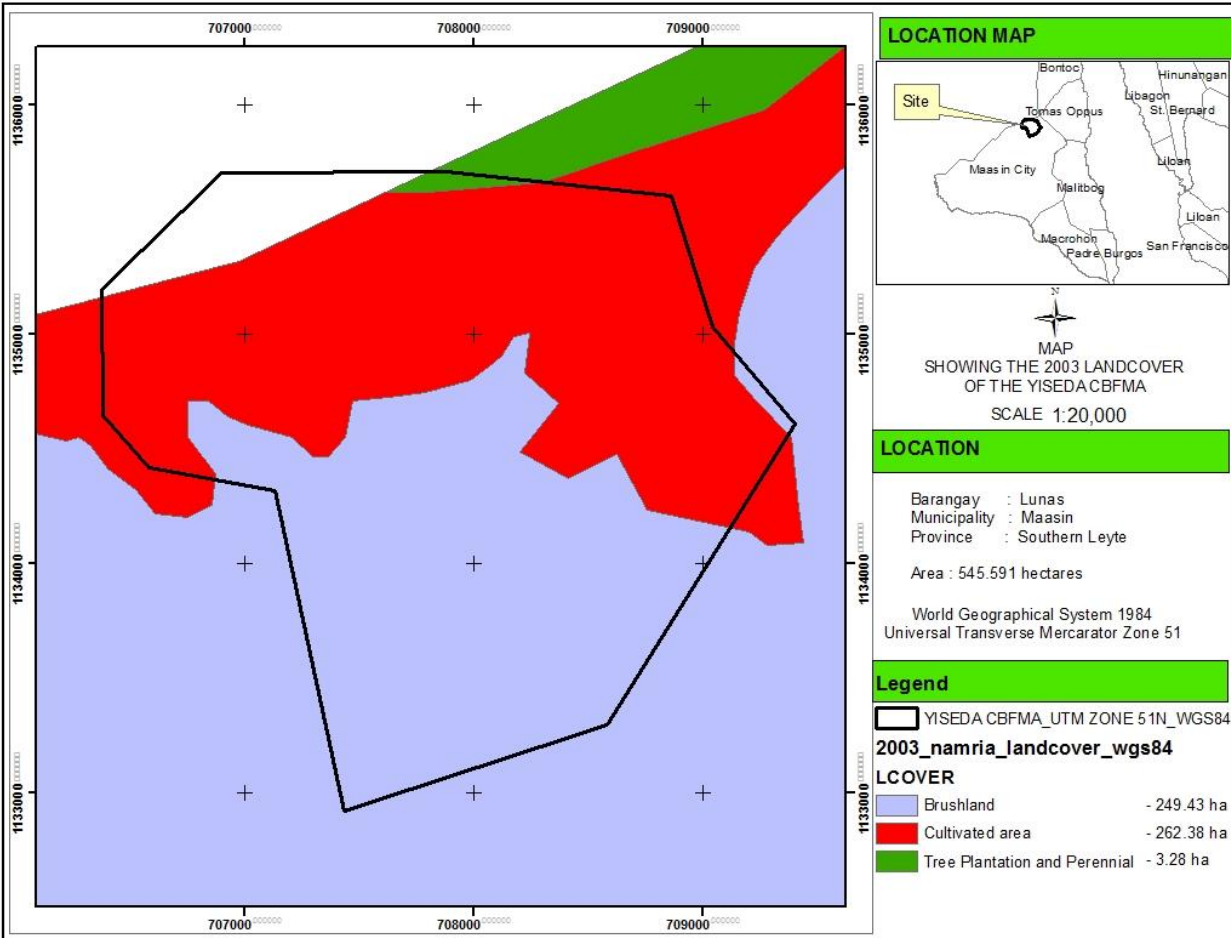 707000
708000
709000
1136000
1135000
1134000
1133000
1136000
1135000
1134000
1133000
707000
708000
709000
LOCATION MAP
Site
Bontoc
Hinunangan
Libagon
Tomas Oppus
St. Bernard
Maasin City
Liloan
Malitbog
Liloan
Macrohon
San Francisco
Padre Burgos
N
MAP
SHOWING THE 2003 LANDCOVER
OF THE YISEDA CBFMA
SCALE 1:20,000
LOCATION
Barangay : Lunas
Municipality : Maasin
Province : Southern Leyte
Area : 545.591 hectares
World Geographical System 1984
Universal Transverse Mercarator Zone 51
Legend
YISEDA CBFMA_UTM ZONE 51N_WGS84
2003_namria_landcover_wgs84
LCOVER
Brushland - 249.43 ha
Cultivated area - 262.38 ha
Tree Plantation and Perennial - 3.28 ha